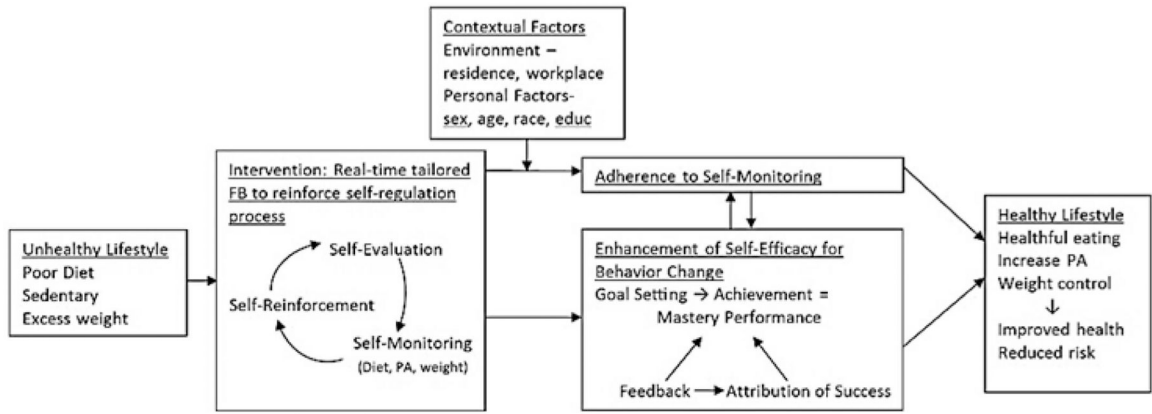 Contextual Factors
Environment –
residence, workplace
Personal Factors-
sex, age, race, educ
Intervention: Real-time tailored
FB to reinforce self-regulation
process
Self-Evaluation
Self-Reinforcement
Self-Monitoring
(Diet, PA, weight)
Unhealthy Lifestyle
Poor Diet
Sedentary
Excess weight
Adherence to Self-Monitoring
Enhancement of Self-Efficacy for
Behavior Change
Goal Setting → Achievement =
Mastery Performance
Feedback → Attribution of Success
Healthy Lifestyle
Healthful eating
Increase PA
Weight control
↓
Improved health
Reduced risk